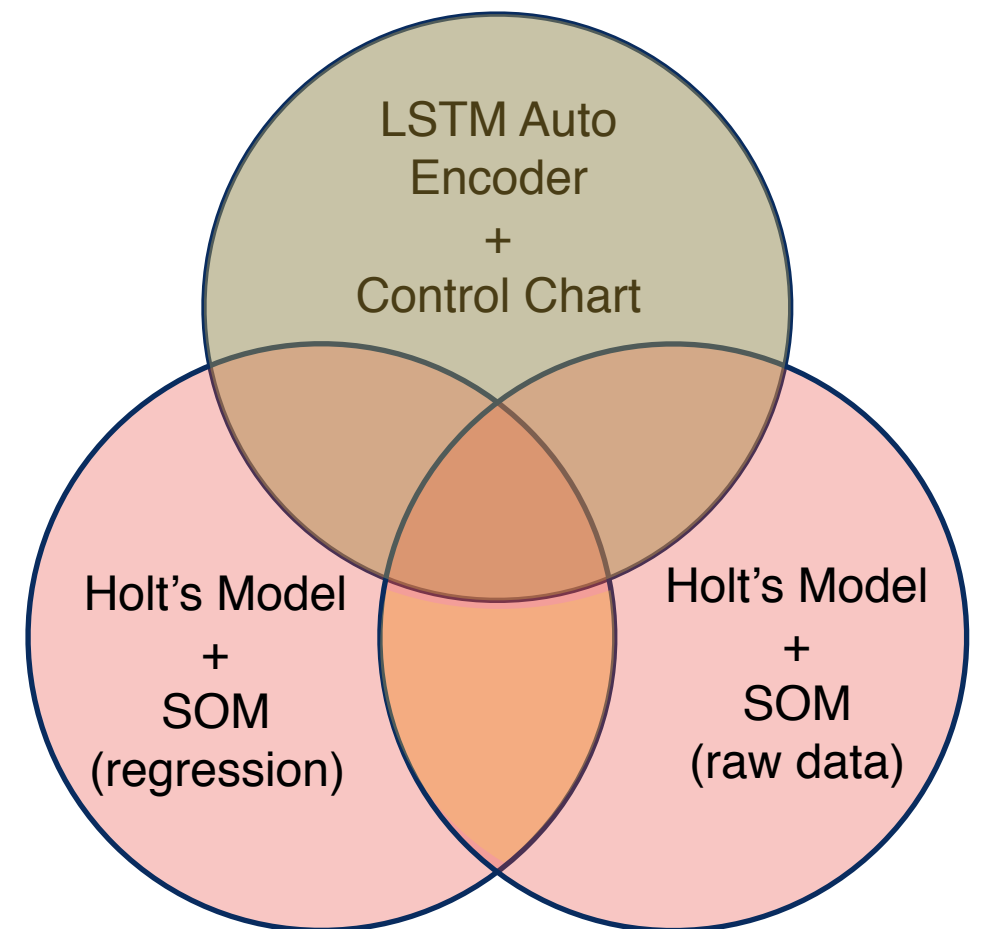 LSTM Auto
Encoder
+
Control Chart
Holt’s Model
+
SOM
(regression)
Holt’s Model
+
SOM
(raw data)